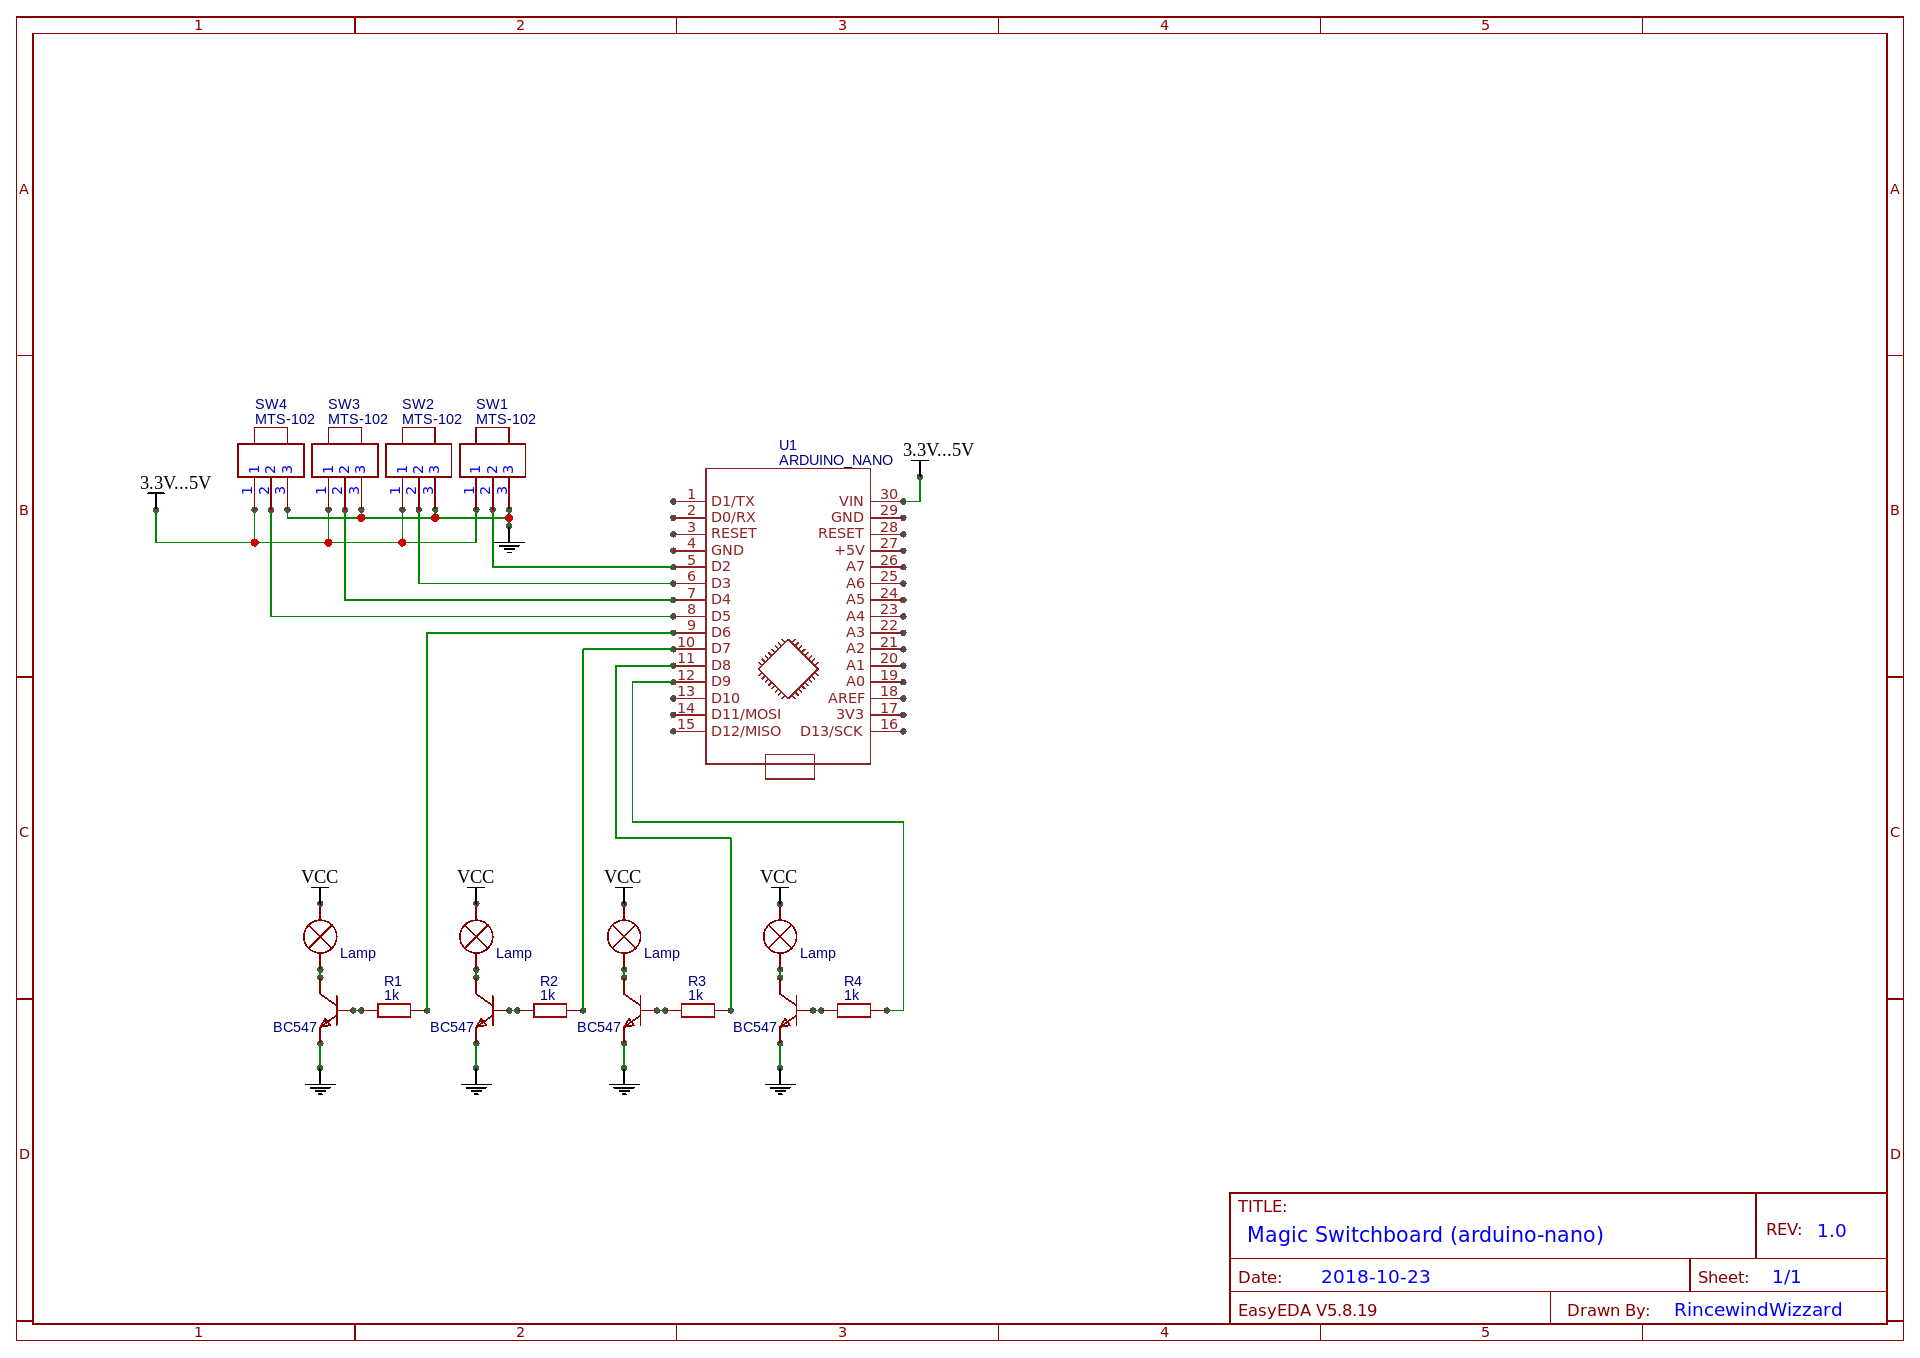 1 2 3 4 5
A A
B B
C C
D D
SW4 SW3 SW2 SW1
MTS-102 MTS-102 MTS-102 MTS-102
1 2 3 1 2 3 1 2 3 1 2 3
1 2 3 1 2 3 1 2 3 1 2 3
3.3V...5V
U1
ARDUINO_NANO
3.3V...5V
1 D1/TX VIN 30
2 D0/RX GND 29
3 RESET RESET 28
4 GND +5V 27
5 D2 A7 26
6 D3 A6 25
7 D4 A5 24
8 D5 A4 23
9 D6 A3 22
10 D7 A2 21
11 D8 A1 20
12 D9 A0 19
13 D10 AREF 18
14 D11/MOSI 3V3 17
15 D12/MISO D13/SCK 16
VCC VCC VCC VCC
Lamp Lamp Lamp Lamp
R1 R2 R3 R4
1k 1k 1k 1k
BC547 BC547 BC547 BC547
TITLE:
Magic Switchboard (arduino-nano)
REV: 1.0
Date: 2018-10-23
Sheet: 1/1
EasyEDA V5.8.19
Drawn By: RincewindWizzard
1 2 3 4 5